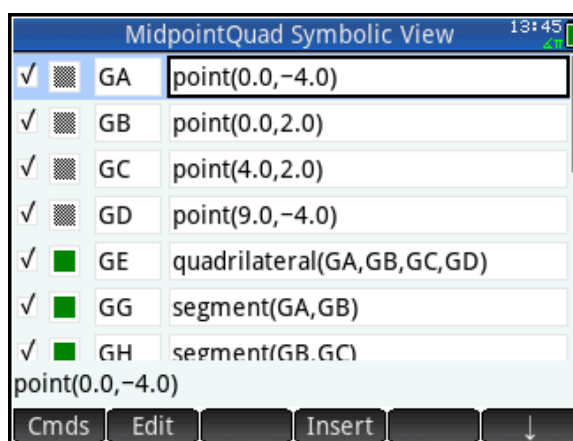 MidpointQuad Symbolic View 13:45
∡π
√ GA point(0.0,−4.0)
√ GB point(0.0,2.0)
√ GC point(4.0,2.0)
√ GD point(9.0,−4.0)
√ GE quadrilateral(GA,GB,GC,GD)
√ GG segment(GA,GB)
√ GH segment(GB,GC)
point(0.0,−4.0)
Cmds Edit Insert ↓